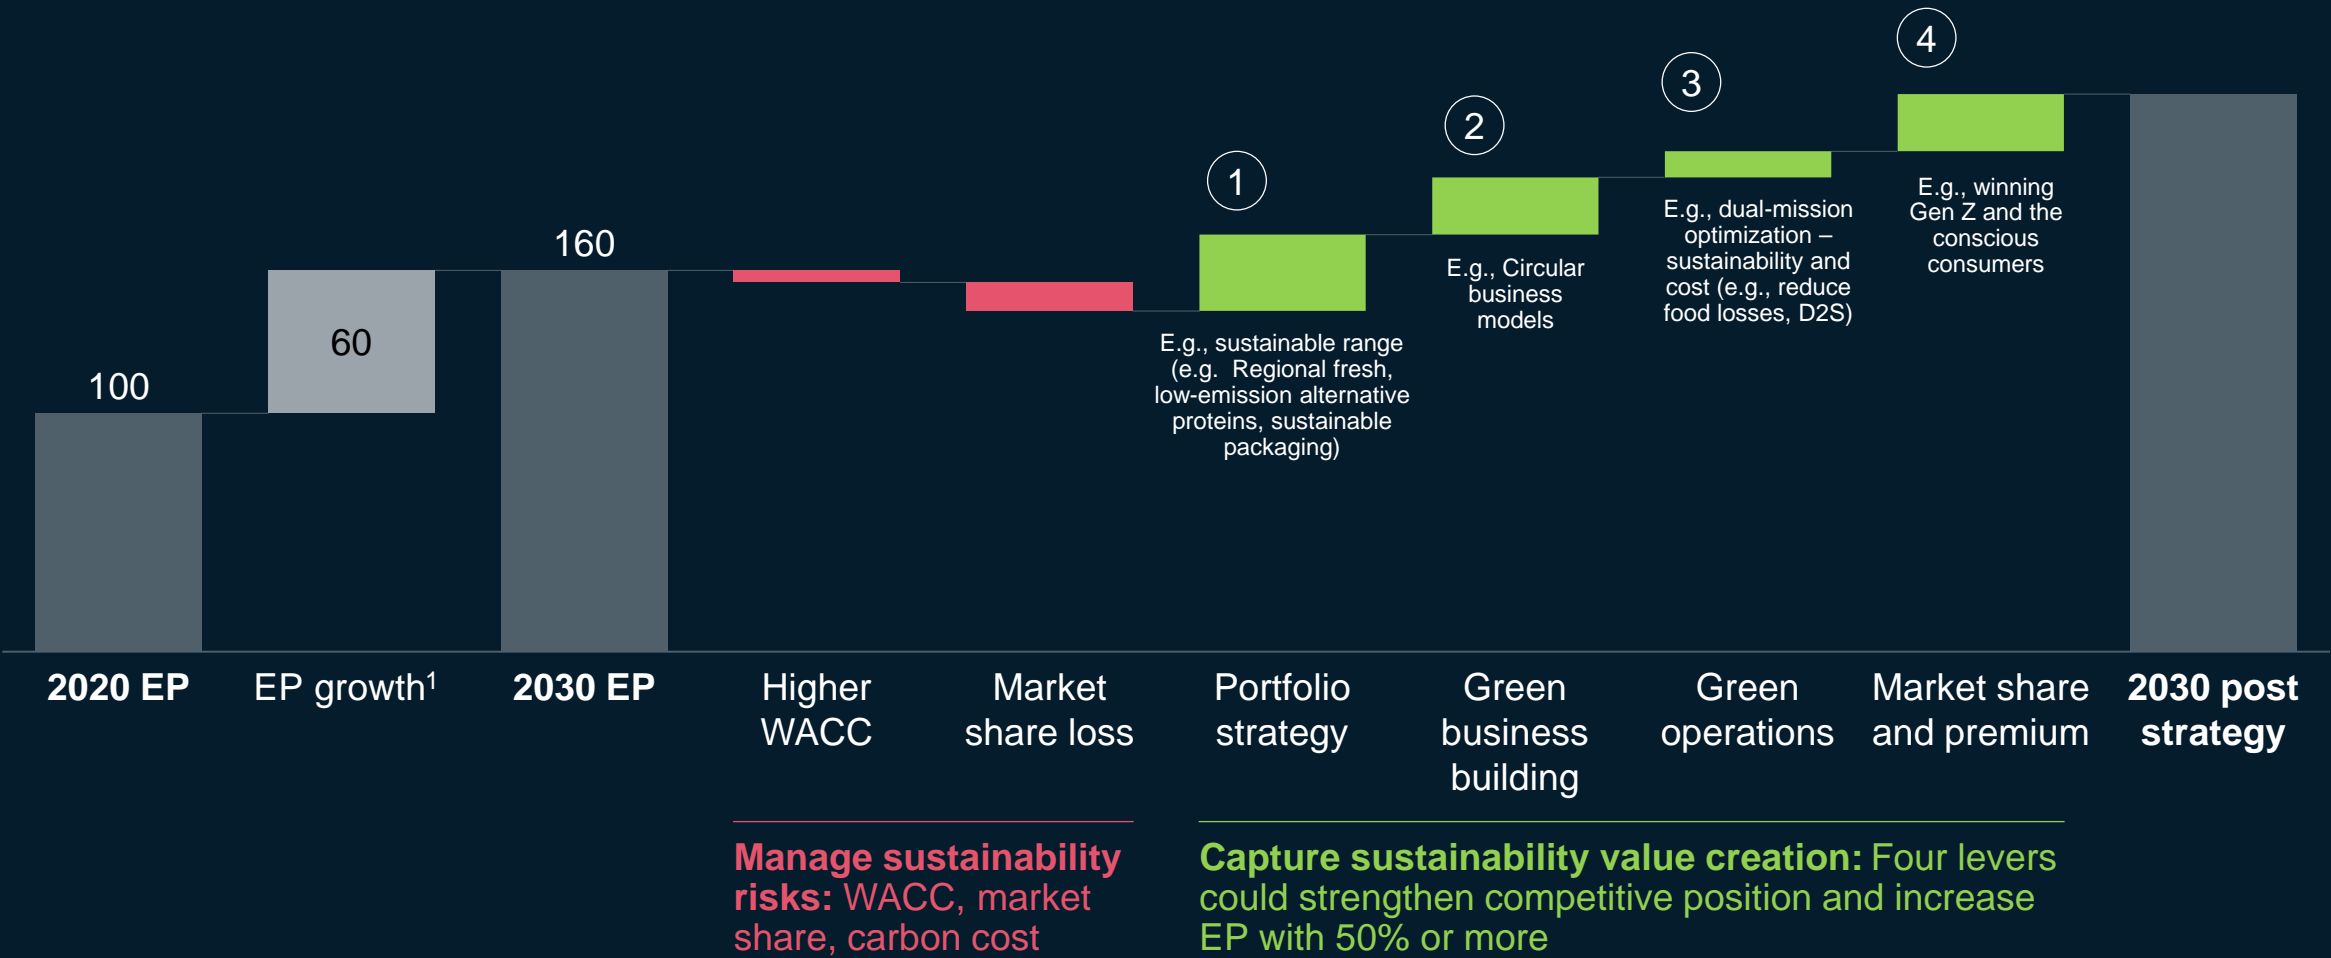 4
3
2
1
160
60
100
E.g., sustainable range
(e.g. Regional fresh,
low-emission alternative
proteins, sustainable
packaging)
E.g., Circular
business
models
E.g., dual-mission
optimization –
sustainability and
cost (e.g., reduce
food losses, D2S)
E.g., winning
Gen Z and the
conscious
consumers
2020 EP
EP growth¹
2030 EP
Higher
WACC
Market
share loss
Portfolio
strategy
Green
business
building
Green
operations
Market share
and premium
2030 post
strategy
Manage sustainability
risks: WACC, market
share, carbon cost
Capture sustainability value creation: Four levers
could strengthen competitive position and increase
EP with 50% or more